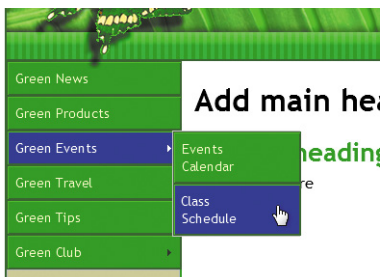 Green News
Green Products
Add main hea
Green Events
Events
Calendar
heading
Green Travel
re
Class
Schedule
Green Tips
Green Club